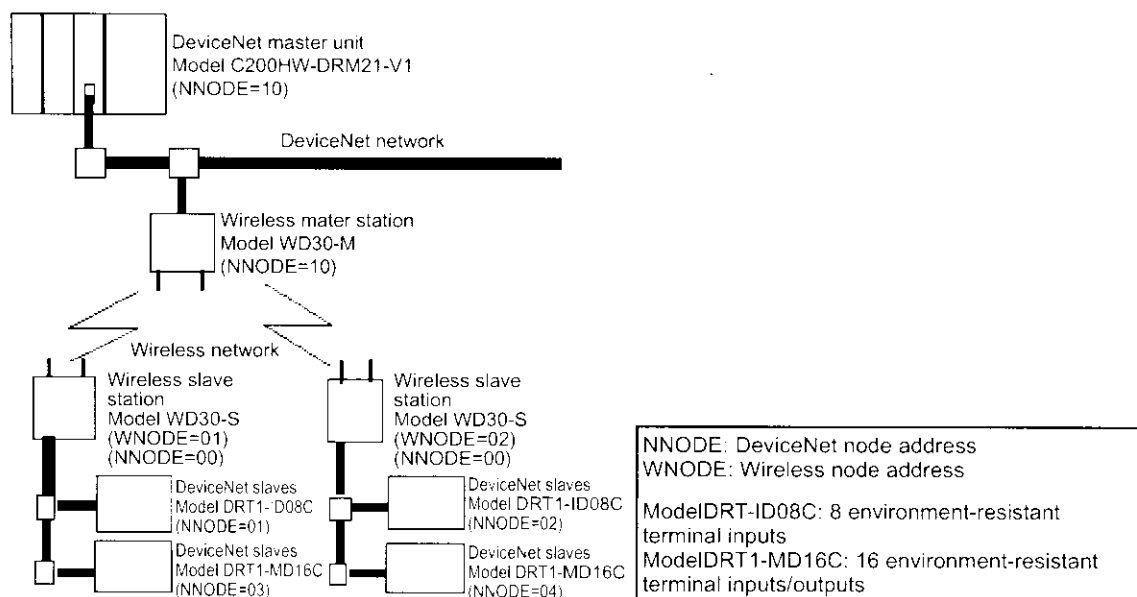 DeviceNet master unit
Model C200HW-DRM21-V1
(NNODE=10)
DeviceNet network
Wireless mater station
Model WD30-M
(NNODE=10)
Wireless network
Wireless slave
station
Model WD30-S
(WNODE=01)
(NNODE=00)
Wireless slave
station
Model WD30-S
(WNODE=02)
(NNODE=00)
DeviceNet slaves
Model DRT1-ID08C
(NNODE=01)
DeviceNet slaves
Model DRT1-ID08C
(NNODE=02)
DeviceNet slaves
Model DRT1-MD16C
(NNODE=03)
DeviceNet slaves
Model DRT1-MD16C
(NNODE=04)
NNODE: DeviceNet node address
WNODE: Wireless node address
ModelDRT-ID08C: 8 environment-resistant
terminal inputs
ModelDRT1-MD16C: 16 environment-resistant
terminal inputs/outputs